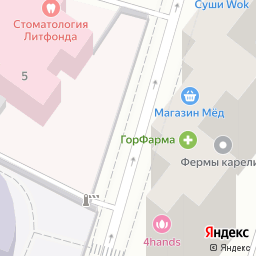 Суши Wok
Стоматология
Литфонда
5
Магазин Мёд
ГорФарма
Фермы карели
4hands
Яндекс
© Яндекс